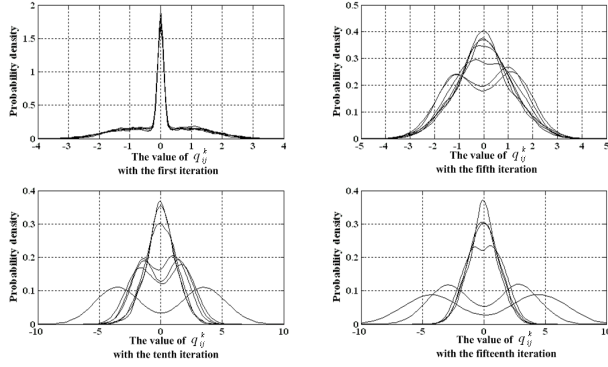 Probability density
2
1.5
1
0.5
0
-4 -3 -2 -1 0 1 2 3 4
The value of q_ij^k
with the first iteration
Probability density
0.5
0.4
0.3
0.2
0.1
0
-5 -4 -3 -2 -1 0 1 2 3 4 5
The value of q_ij^k
with the fifth iteration
Probability density
0.4
0.3
0.2
0.1
0
-10 -5 0 5 10
The value of q_ij^k
with the tenth iteration
Probability density
0.4
0.3
0.2
0.1
0
-10 -5 0 5 10
The value of q_ij^k
with the fifteenth iteration